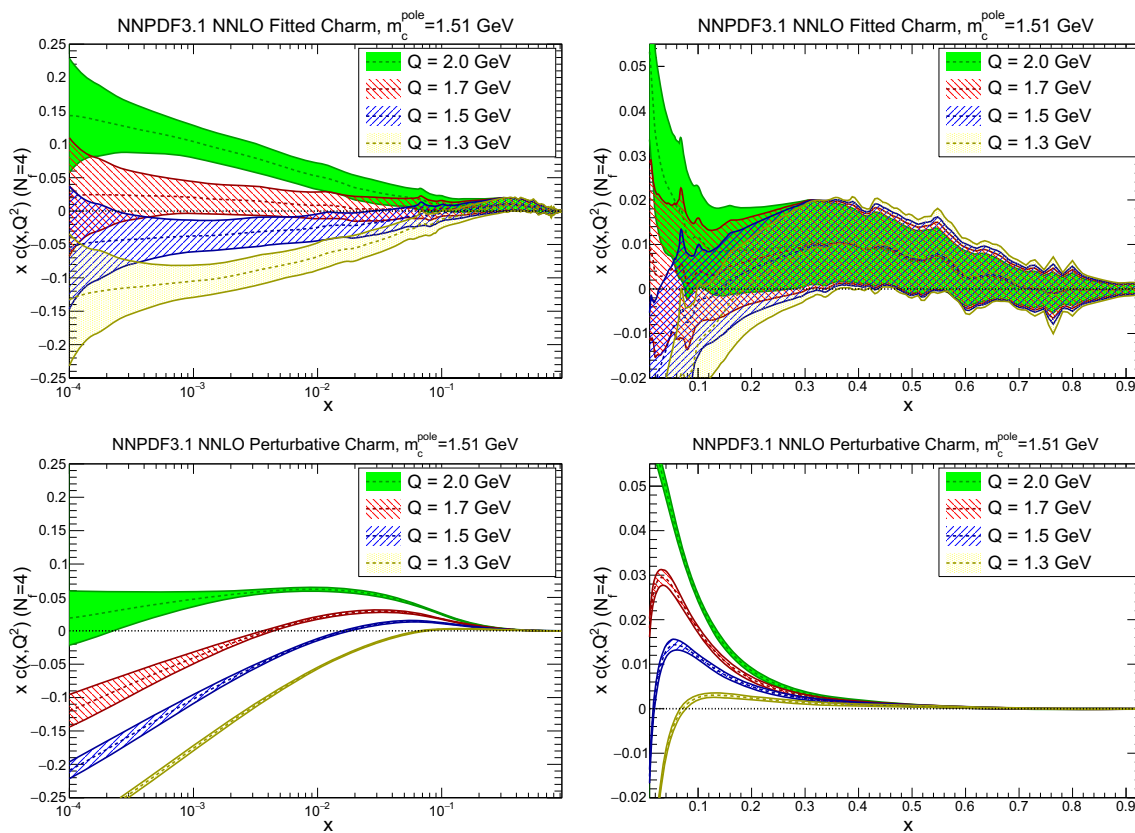 NNPDF3.1 NNLO Fitted Charm, m_c^pole=1.51 GeV
0.25
0.2
0.15
0.1
0.05
0
−0.05
−0.1
−0.15
−0.2
−0.25
x c(x,Q²) (N_f=4)
Q = 2.0 GeV
Q = 1.7 GeV
Q = 1.5 GeV
Q = 1.3 GeV
10⁻⁴ 10⁻³ 10⁻² 10⁻¹
x
NNPDF3.1 NNLO Fitted Charm, m_c^pole=1.51 GeV
0.05
0.04
0.03
0.02
0.01
0
−0.01
−0.02
x c(x,Q²) (N_f=4)
Q = 2.0 GeV
Q = 1.7 GeV
Q = 1.5 GeV
Q = 1.3 GeV
0.1 0.2 0.3 0.4 0.5 0.6 0.7 0.8 0.9
x
NNPDF3.1 NNLO Perturbative Charm, m_c^pole=1.51 GeV
0.25
0.2
0.15
0.1
0.05
0
−0.05
−0.1
−0.15
−0.2
−0.25
x c(x,Q²) (N_f=4)
Q = 2.0 GeV
Q = 1.7 GeV
Q = 1.5 GeV
Q = 1.3 GeV
10⁻⁴ 10⁻³ 10⁻² 10⁻¹
x
NNPDF3.1 NNLO Perturbative Charm, m_c^pole=1.51 GeV
0.05
0.04
0.03
0.02
0.01
0
−0.01
−0.02
x c(x,Q²) (N_f=4)
Q = 2.0 GeV
Q = 1.7 GeV
Q = 1.5 GeV
Q = 1.3 GeV
0.1 0.2 0.3 0.4 0.5 0.6 0.7 0.8 0.9
x